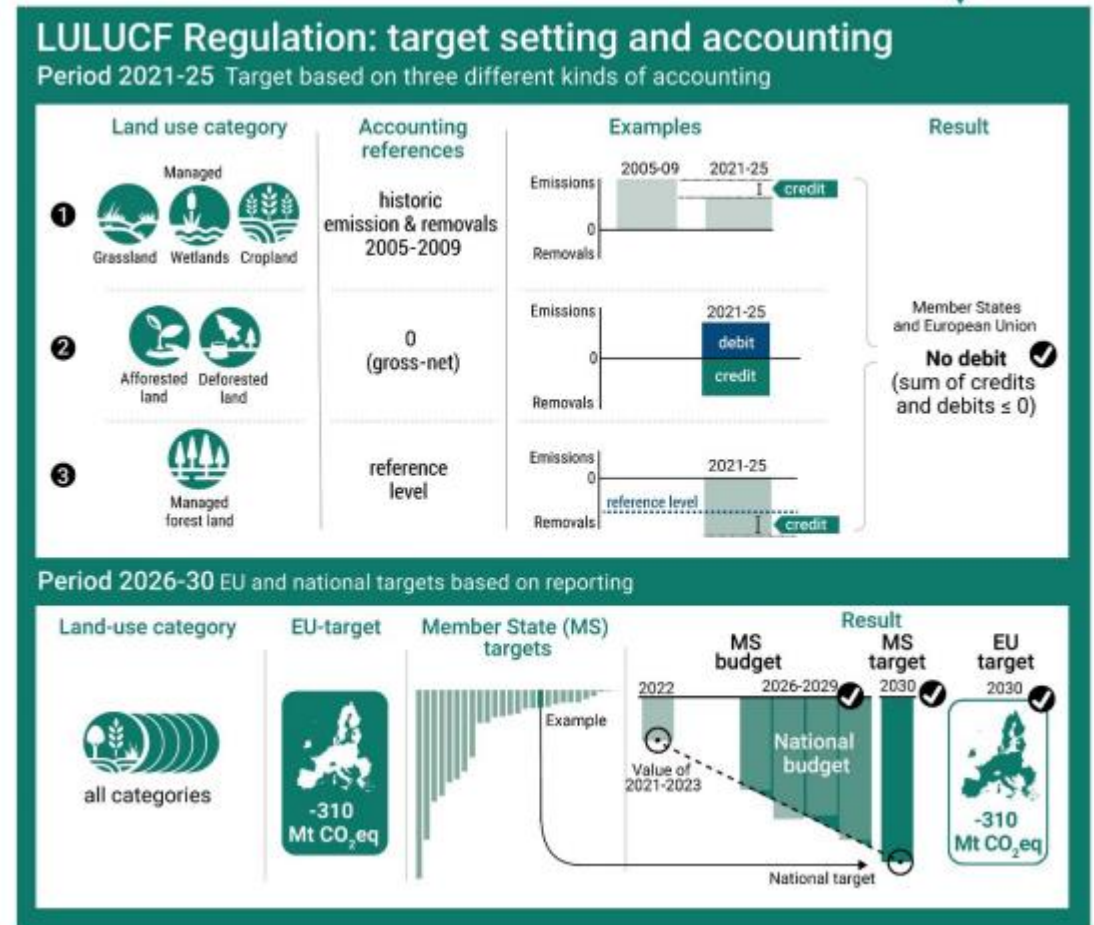 LULUCF Regulation: target setting and accounting
Period 2021-25 Target based on three different kinds of accounting
Land use category
Accounting
references
Examples
Result
1
Managed
Grassland Wetlands Cropland
historic
emission & removals
2005-2009
2005-09 2021-25
Emissions
credit
0
Removals
2
Afforested
land
Deforested
land
0
(gross-net)
Emissions
2021-25
debit
0
credit
Removals
3
Managed
forest land
reference
level
Emissions
0
2021-25
reference level
Removals
credit
Member States
and European Union
No debit
(sum of credits
and debits ≤ 0)
Period 2026-30 EU and national targets based on reporting
Land-use category
EU-target
Member State (MS)
targets
Result
all categories
-310
Mt CO₂eq
Example
MS
budget
MS
target
EU
target
2022
2026-2029
2030
2030
Value of
2021-2023
National
budget
National target
-310
Mt CO₂eq